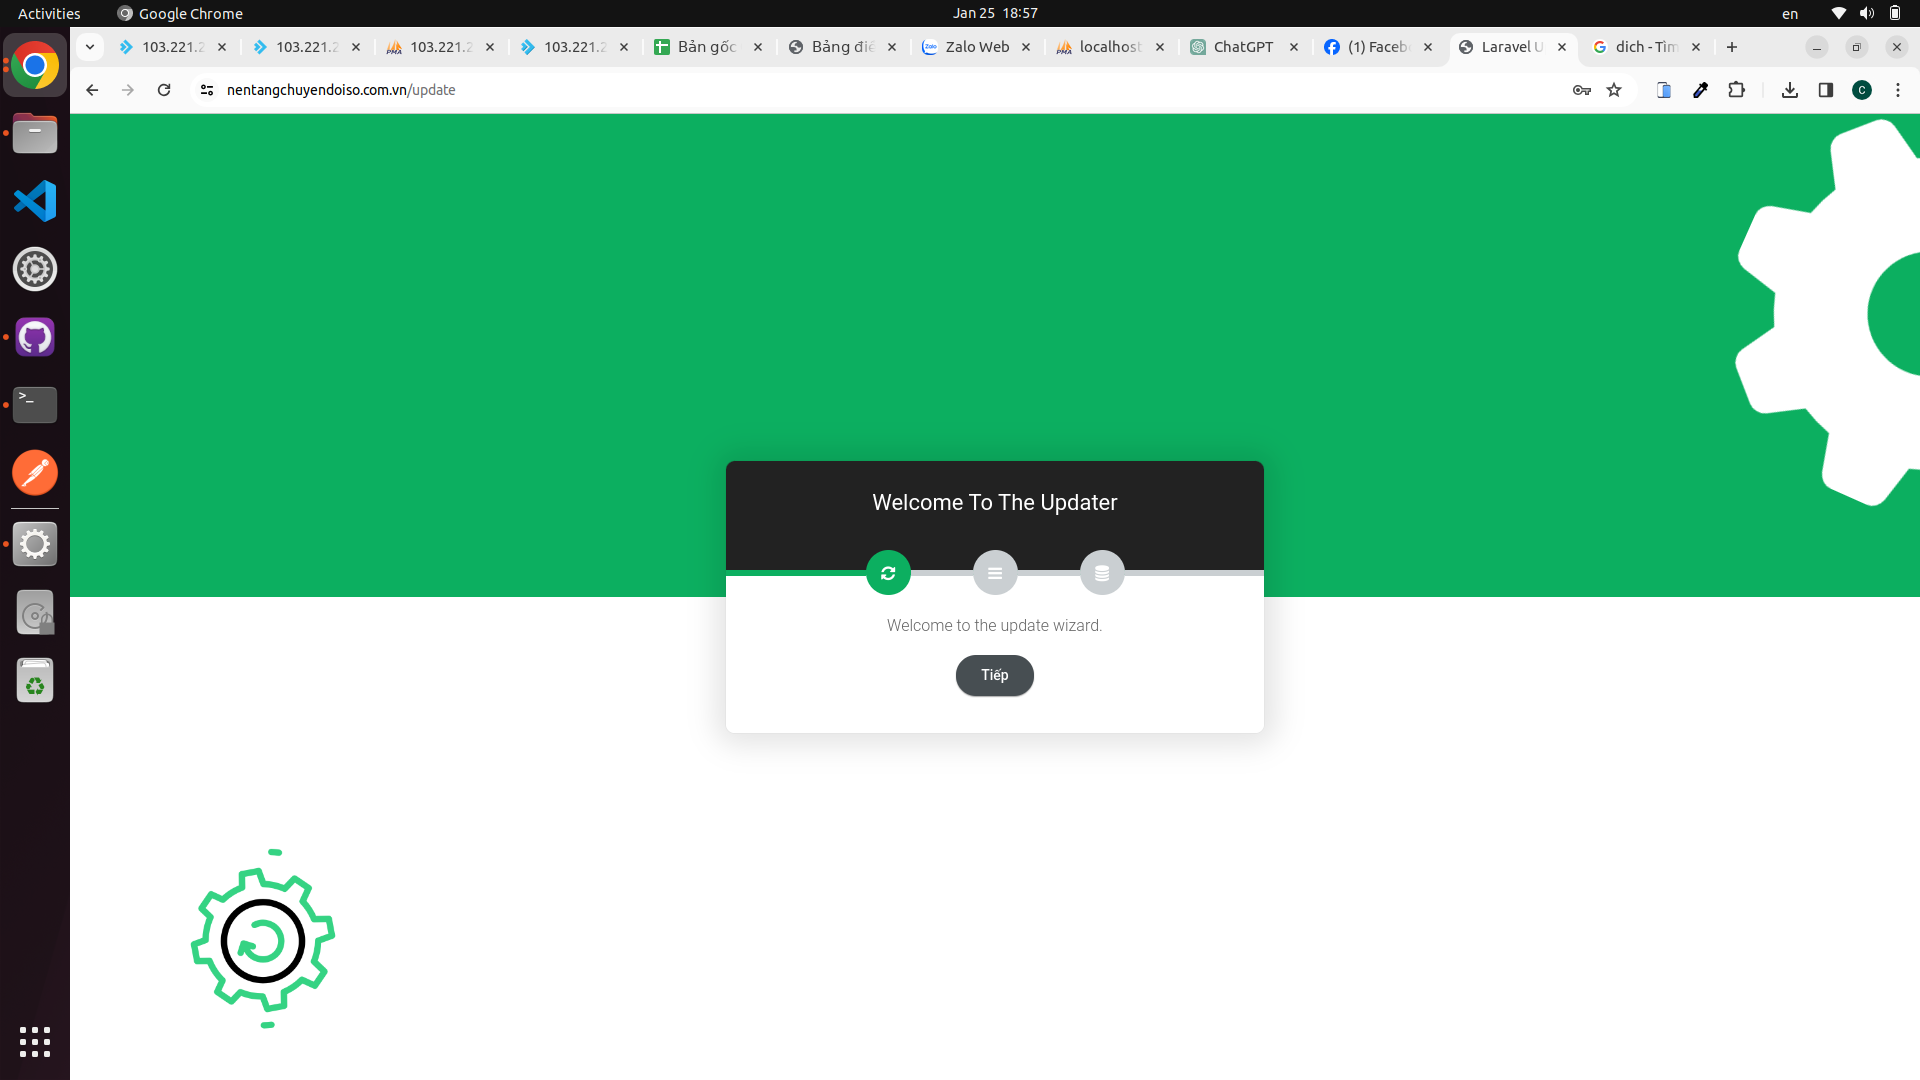 Activities
Google Chrome
Jan 25 18:57
en
103.221.2
103.221.2
103.221.2
103.221.2
Bản gốc
Bảng điề
Zalo Web
localhost
ChatGPT
(1) Faceb
Laravel U
dich - Tìm
nentangchuyendoiso.com.vn/update
C
Welcome To The Updater
Welcome to the update wizard.
Tiếp